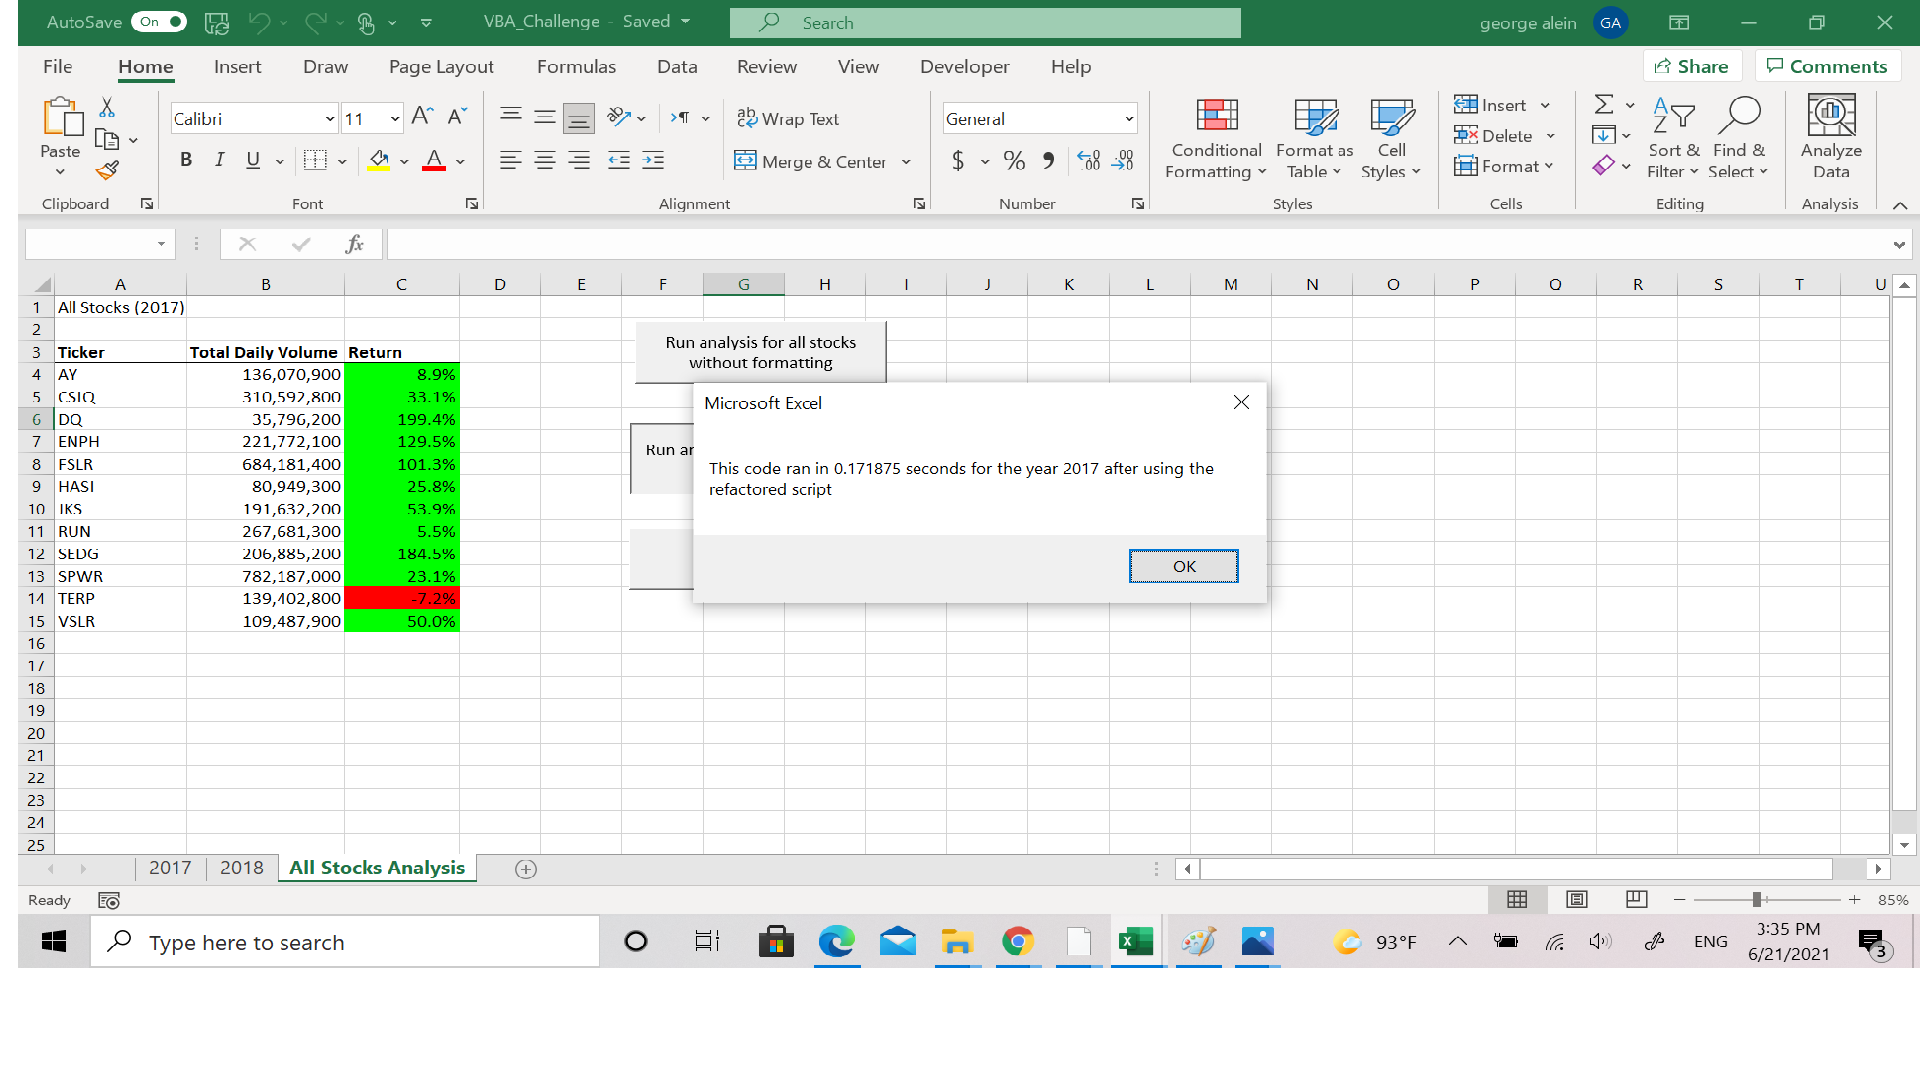 AutoSave On VBA_Challenge - Saved Search george alein GA
File Home Insert Draw Page Layout Formulas Data Review View Developer Help Share Comments
Calibri 11 Wrap Text General Insert
Paste B I U A Merge & Center $ % Conditional Formatting Format as Table Cell Styles Delete Format Sort & Filter Find & Select Analyze Data
Clipboard Font Alignment Number Styles Cells Editing Analysis
fx
A B C D E F G H I J K L M N O P Q R S T U
1 All Stocks (2017)
2
3 Ticker Total Daily Volume Return
4 AY 136,070,900 8.9%
5 CSIQ 310,592,800 33.1%
6 DQ 35,796,200 199.4%
7 ENPH 221,772,100 129.5%
8 FSLR 684,181,400 101.3%
9 HASI 80,949,300 25.8%
10 JKS 191,632,200 53.9%
11 RUN 267,681,300 5.5%
12 SEDG 206,885,200 184.5%
13 SPWR 782,187,000 23.1%
14 TERP 139,402,800 -7.2%
15 VSLR 109,487,900 50.0%
16
17
18
19
20
21
22
23
24
25
Run analysis for all stocks
without formatting
Run
Microsoft Excel
This code ran in 0.171875 seconds for the year 2017 after using the
refactored script
OK
2017 2018 All Stocks Analysis
Ready 85%
Type here to search 93°F ENG 3:35 PM
6/21/2021 3